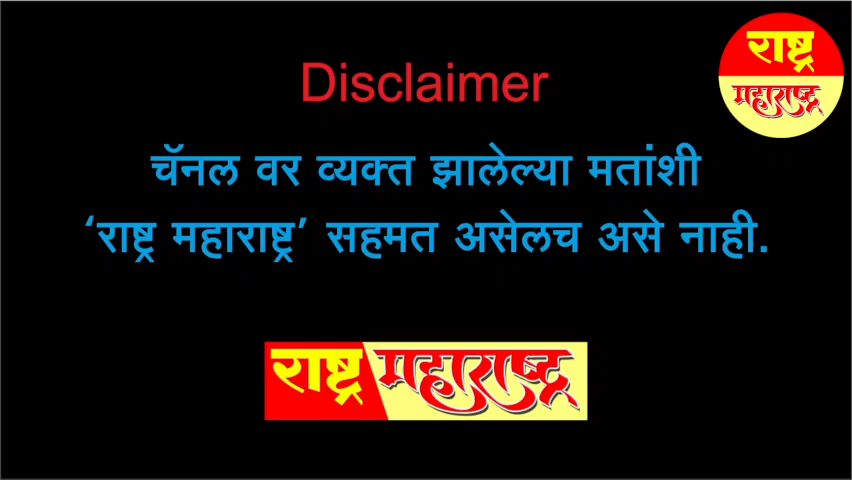 राष्ट्र
महाराष्ट्र
Disclaimer
चॅनल वर व्यक्त झालेल्या मतांशी
‘राष्ट्र महाराष्ट्र’ सहमत असेलच असे नाही.
राष्ट्र महाराष्ट्र